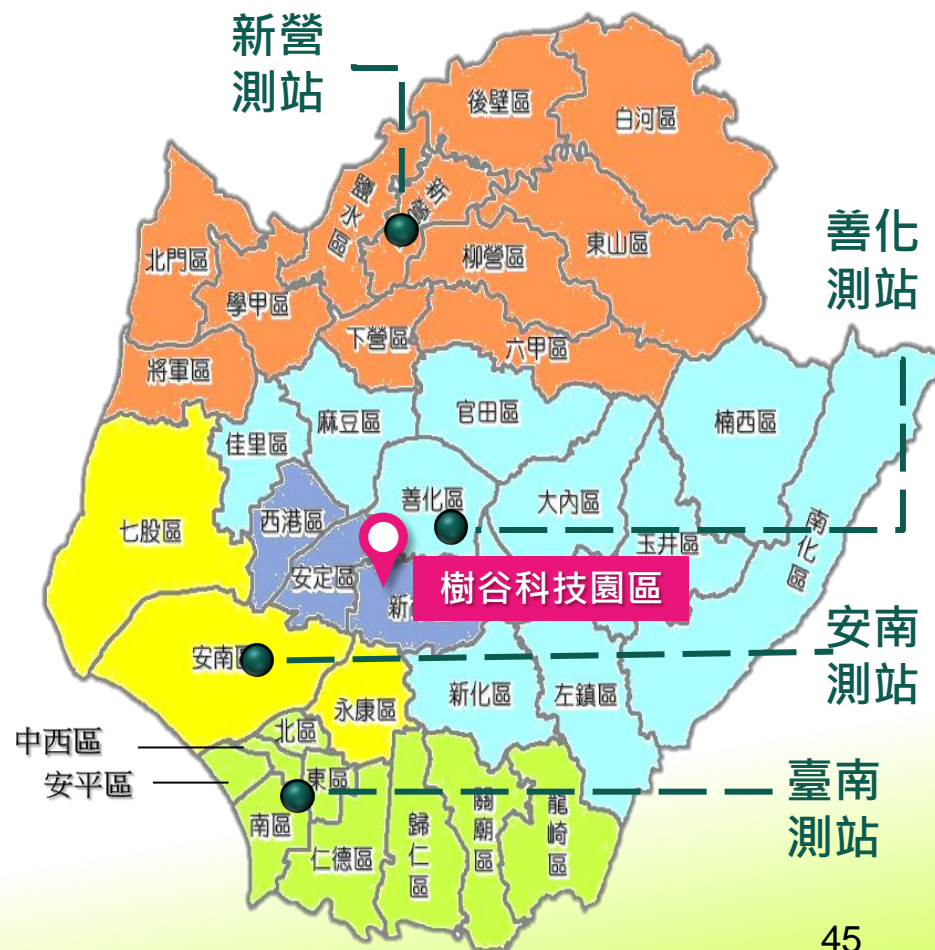 新營
測站
後壁區
白河區
鹽水區
新營
善化
測站
北門區
東山區
柳營區
學甲區
下營區
六甲區
將軍區
官田區
楠西區
麻豆區
佳里區
善化區
大內區
西港區
七股區
南化區
玉井區
安定區
樹谷科技園區
新
安南
測站
安南區
新化區
左鎮區
永康區
北區
中西區
安平區
東區
臺南
測站
南區
關廟區
龍崎區
歸仁區
仁德區
45